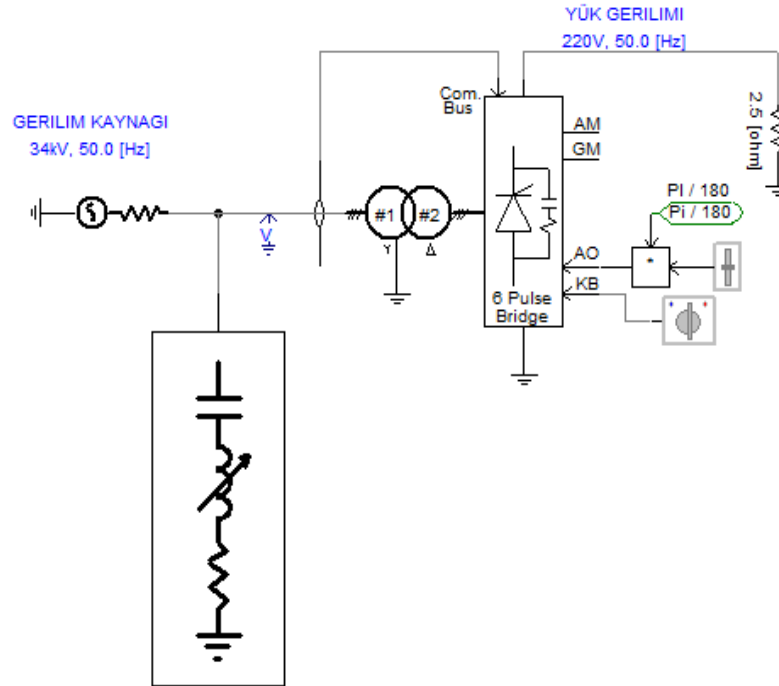 YÜK GERILIMI
220V, 50.0 [Hz]
Com.
Bus
AM
GM
2.5 [ohm]
GERILIM KAYNAGI
34kV, 50.0 [Hz]
PI / 180
Pi / 180
V
#1
#2
Y
Δ
AO
*
KB
6 Pulse
Bridge